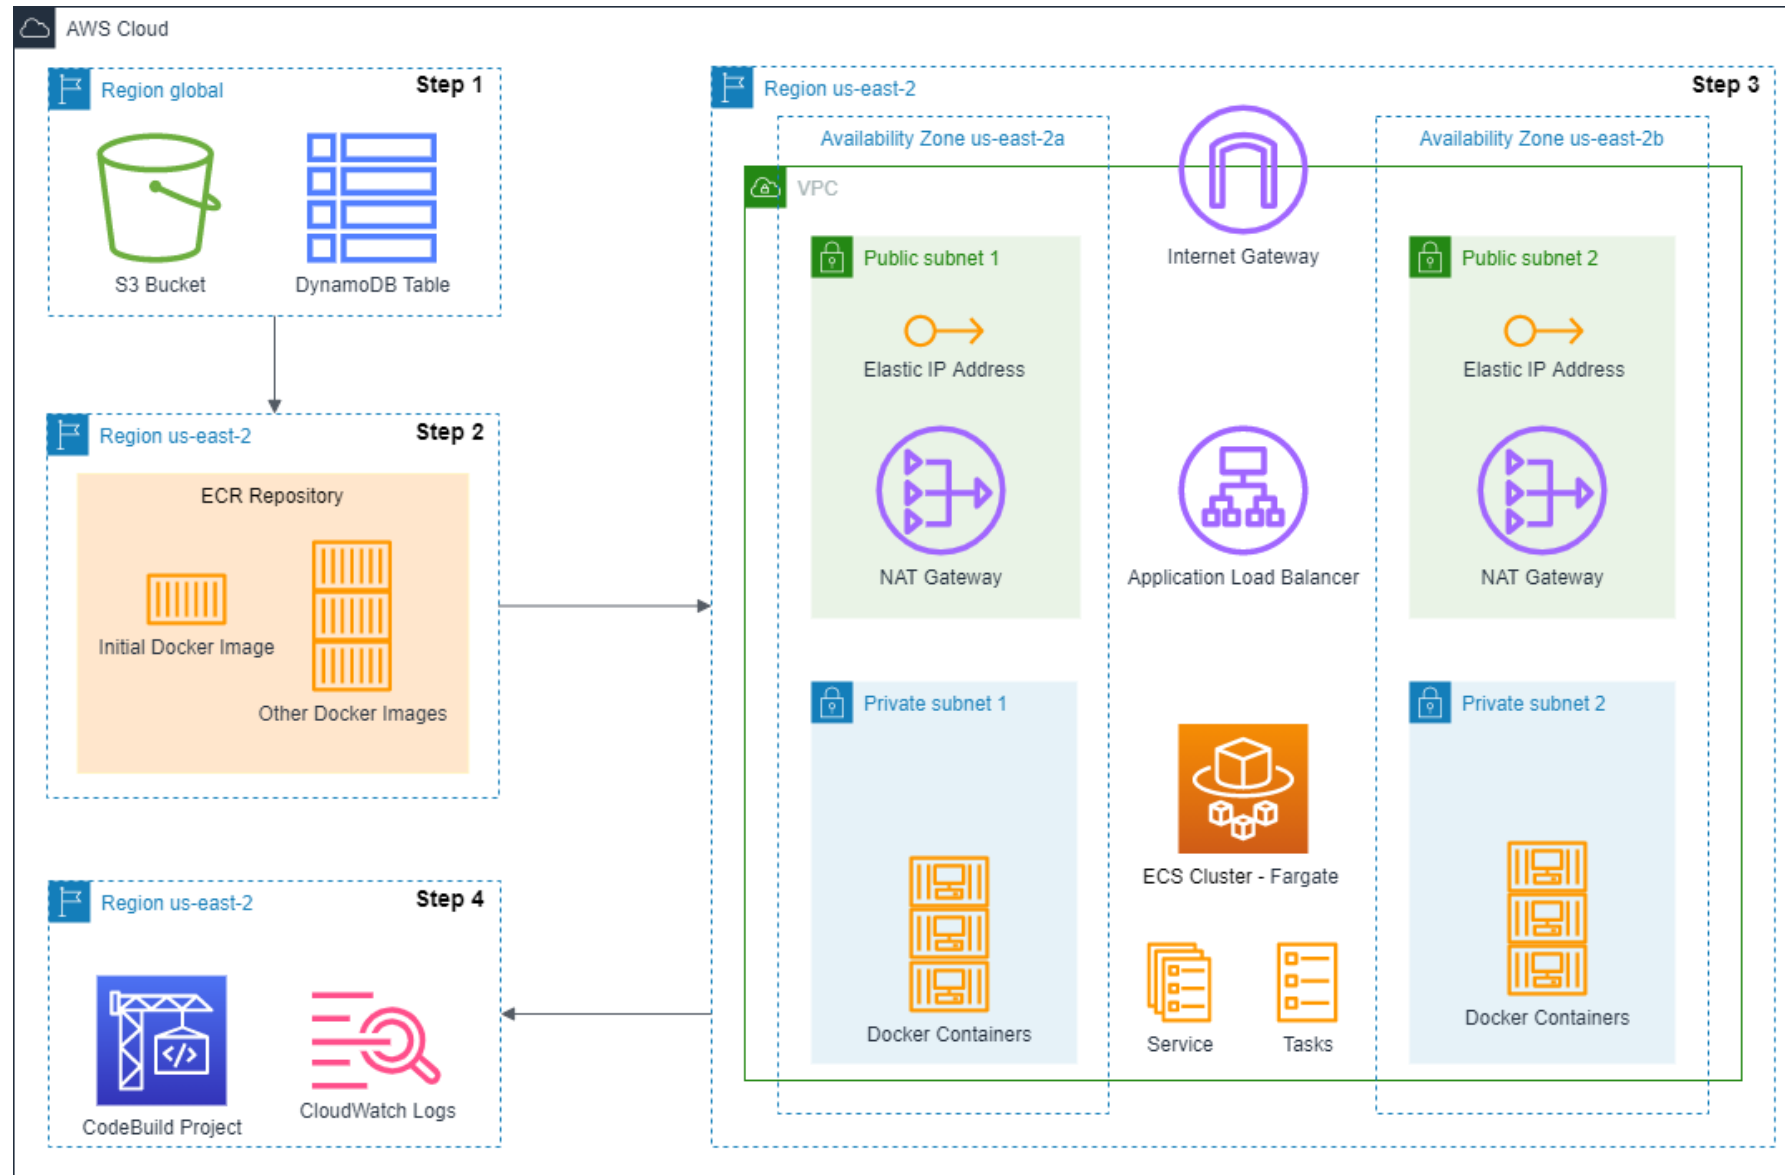 AWS Cloud
Region global
Step 1
S3 Bucket
DynamoDB Table
Region us-east-2
Step 2
ECR Repository
Initial Docker Image
Other Docker Images
Region us-east-2
Step 3
Availability Zone us-east-2a
Availability Zone us-east-2b
VPC
Internet Gateway
Public subnet 1
Elastic IP Address
NAT Gateway
Application Load Balancer
Public subnet 2
Elastic IP Address
NAT Gateway
Private subnet 1
Docker Containers
ECS Cluster - Fargate
Service
Tasks
Private subnet 2
Docker Containers
Region us-east-2
Step 4
</>
CodeBuild Project
CloudWatch Logs